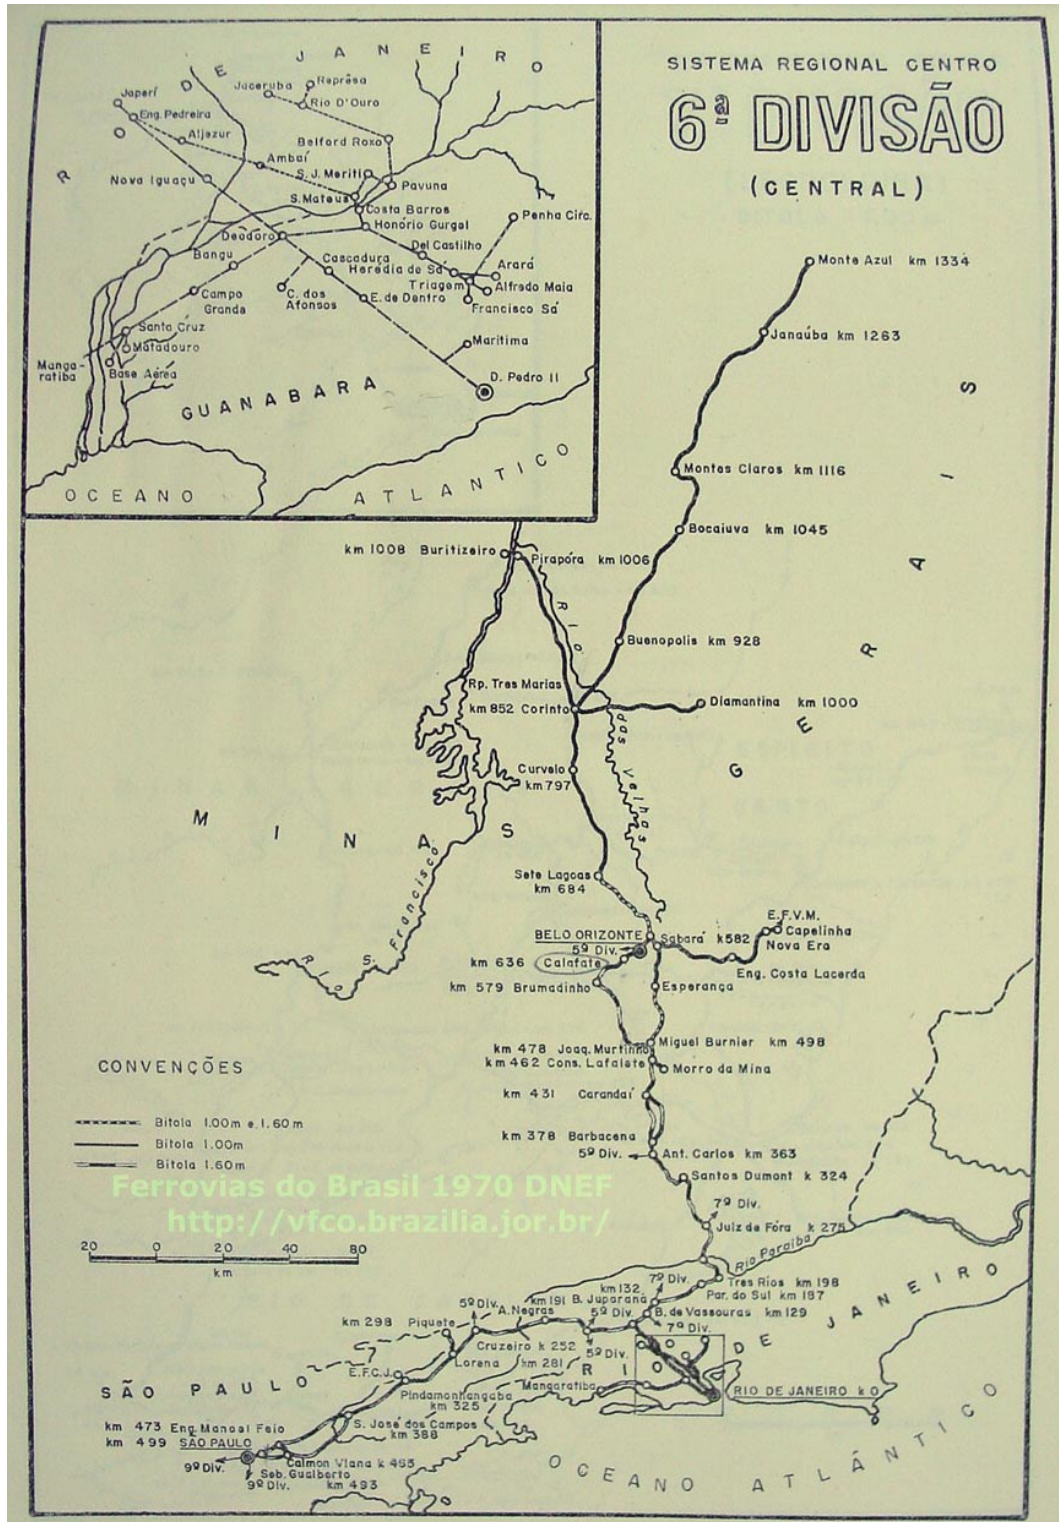 SISTEMA REGIONAL CENTRO
6ª DIVISÃO
(CENTRAL)
RIO DE JANEIRO
Japerí
Eng. Pedreira
Aljezur
Ambaí
Jaceruba
Reprêsa
Rio D'Ouro
Belford Roxo
S. J. Meriti
Pavuna
Nova Iguaçu
S. Mateus
Costa Barros
Honório Gurgel
Deodoro
Bangu
Cascadura
Del Castilho
Penha Circ.
Heredia de Sá
Arará
Triagem
Alfredo Maia
Francisco Sá
Campo
Grande
C. dos
Afonsos
E. de Dentro
Santa Cruz
Matadouro
Manga-
ratiba
Base Aérea
Maritima
D. Pedro II
GUANABARA
OCEANO ATLANTICO
Monte Azul km 1334
Janaúba km 1263
Montes Claros km 1116
Bocaiuva km 1045
km 1008 Buritizeiro
Pirapóra km 1006
Buenopolis km 928
Rp. Tres Marias
km 852 Corinto
Diamantina km 1000
Rio das Velhas
Curvelo
km 797
MINAS GERAIS
Sete Lagoas
km 684
R. S. Francisco
BELO ORIZONTE
5º Div.
Sabará k 582
E.F.V.M.
Capelinha
Nova Era
km 636 Calafate
Eng. Costa Lacerda
km 579 Brumadinho
Esperança
Miguel Burnier km 498
km 478 Joaq. Murtinho
km 462 Cons. Lafaiete
Morro da Mina
km 431 Carandaí
km 378 Barbacena
5º Div.
Ant. Carlos km 363
Santos Dumont k 324
7º Div.
Juiz de Fóra k 275
Rio Paraiba
CONVENÇÕES
Bitola 1.00m e 1.60m
Bitola 1.00m
Bitola 1.60m
Ferrovias do Brasil 1970 DNEF
http://vfco.brazilia.jor.br/
20 0 20 40 80
km
7º Div.
Tres Rios km 198
Par. do Sul km 187
km 132
B. Juparanã
B. de Vassouras km 129
7º Div.
5º Div.
km 191
A. Negras
5º Div.
5º Div.
km 298 Piquete
Cruzeiro k 252
Lorena km 281
E.F.C.J.
Pindamonhangaba
km 325
Mangaratiba
RIO DE JANEIRO
RIO DE JANEIRO k 0
SÃO PAULO
km 473 Eng. Manoel Feio
km 499 SÃO PAULO
S. José dos Campos
km 388
Calmon Viana k 465
9º Div.
Seb. Gualberto
km 493
9º Div.
OCEANO ATLÁNTICO